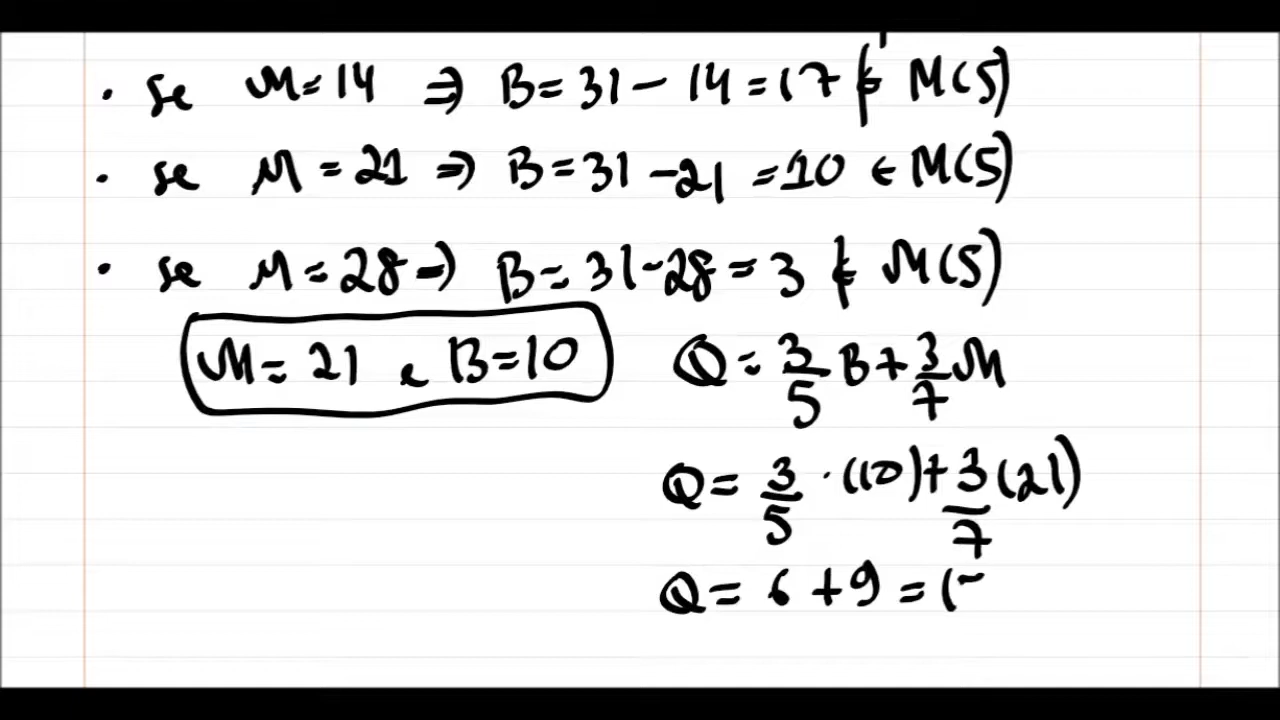 • se M = 14 ⇒ B = 31 - 14 = 17 ∉ M(5)
• se M = 21 ⇒ B = 31 - 21 = 10 ∈ M(5)
• se M = 28 → B = 31 - 28 = 3 ∉ M(5)
M = 21 e B = 10
Q = 3/5 B + 3/7 M
Q = 3/5 · (10) + 3/7 (21)
Q = 6 + 9 = 1